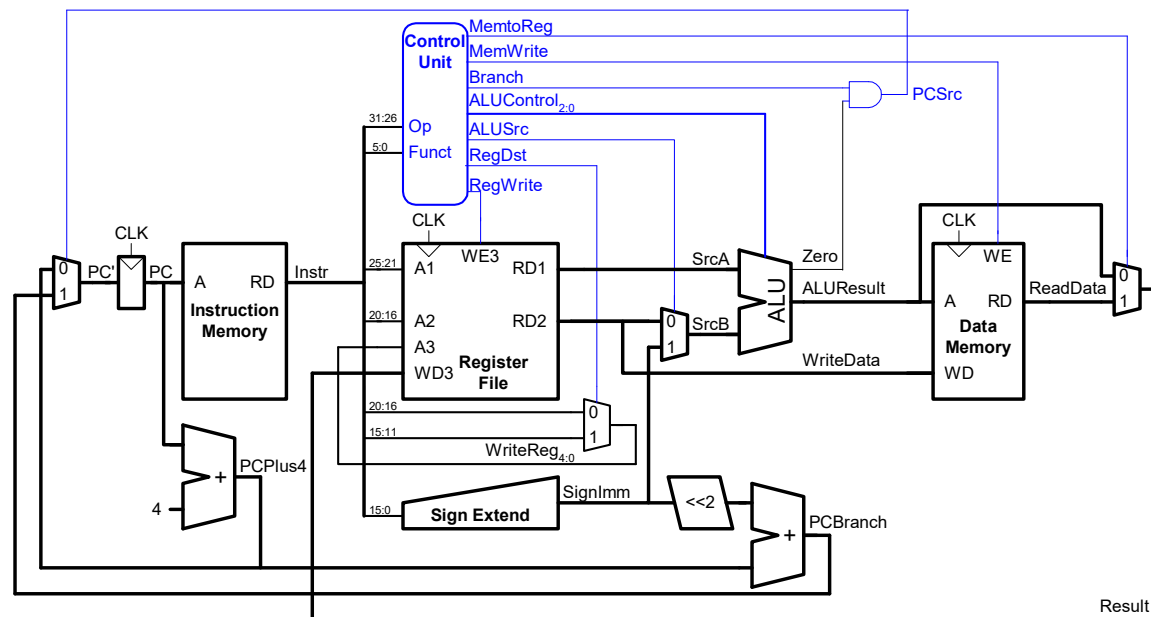 MemtoReg
Control
Unit
MemWrite
Branch
PCSrc
ALUControl2:0
31:26
Op
ALUSrc
5:0
Funct
RegDst
RegWrite
CLK
CLK
CLK
WE3
WE
0
1
PC'
PC
A
RD
Instr
Instruction
Memory
25:21
A1
RD1
SrcA
Zero
ALU
ALUResult
0
1
ReadData
A
RD
Data
Memory
20:16
A2
RD2
0
1
SrcB
A3
WD3
Register
File
WriteData
WD
20:16
0
15:11
1
WriteReg4:0
PCPlus4
+
4
SignImm
<<2
15:0
Sign Extend
+
PCBranch
Result